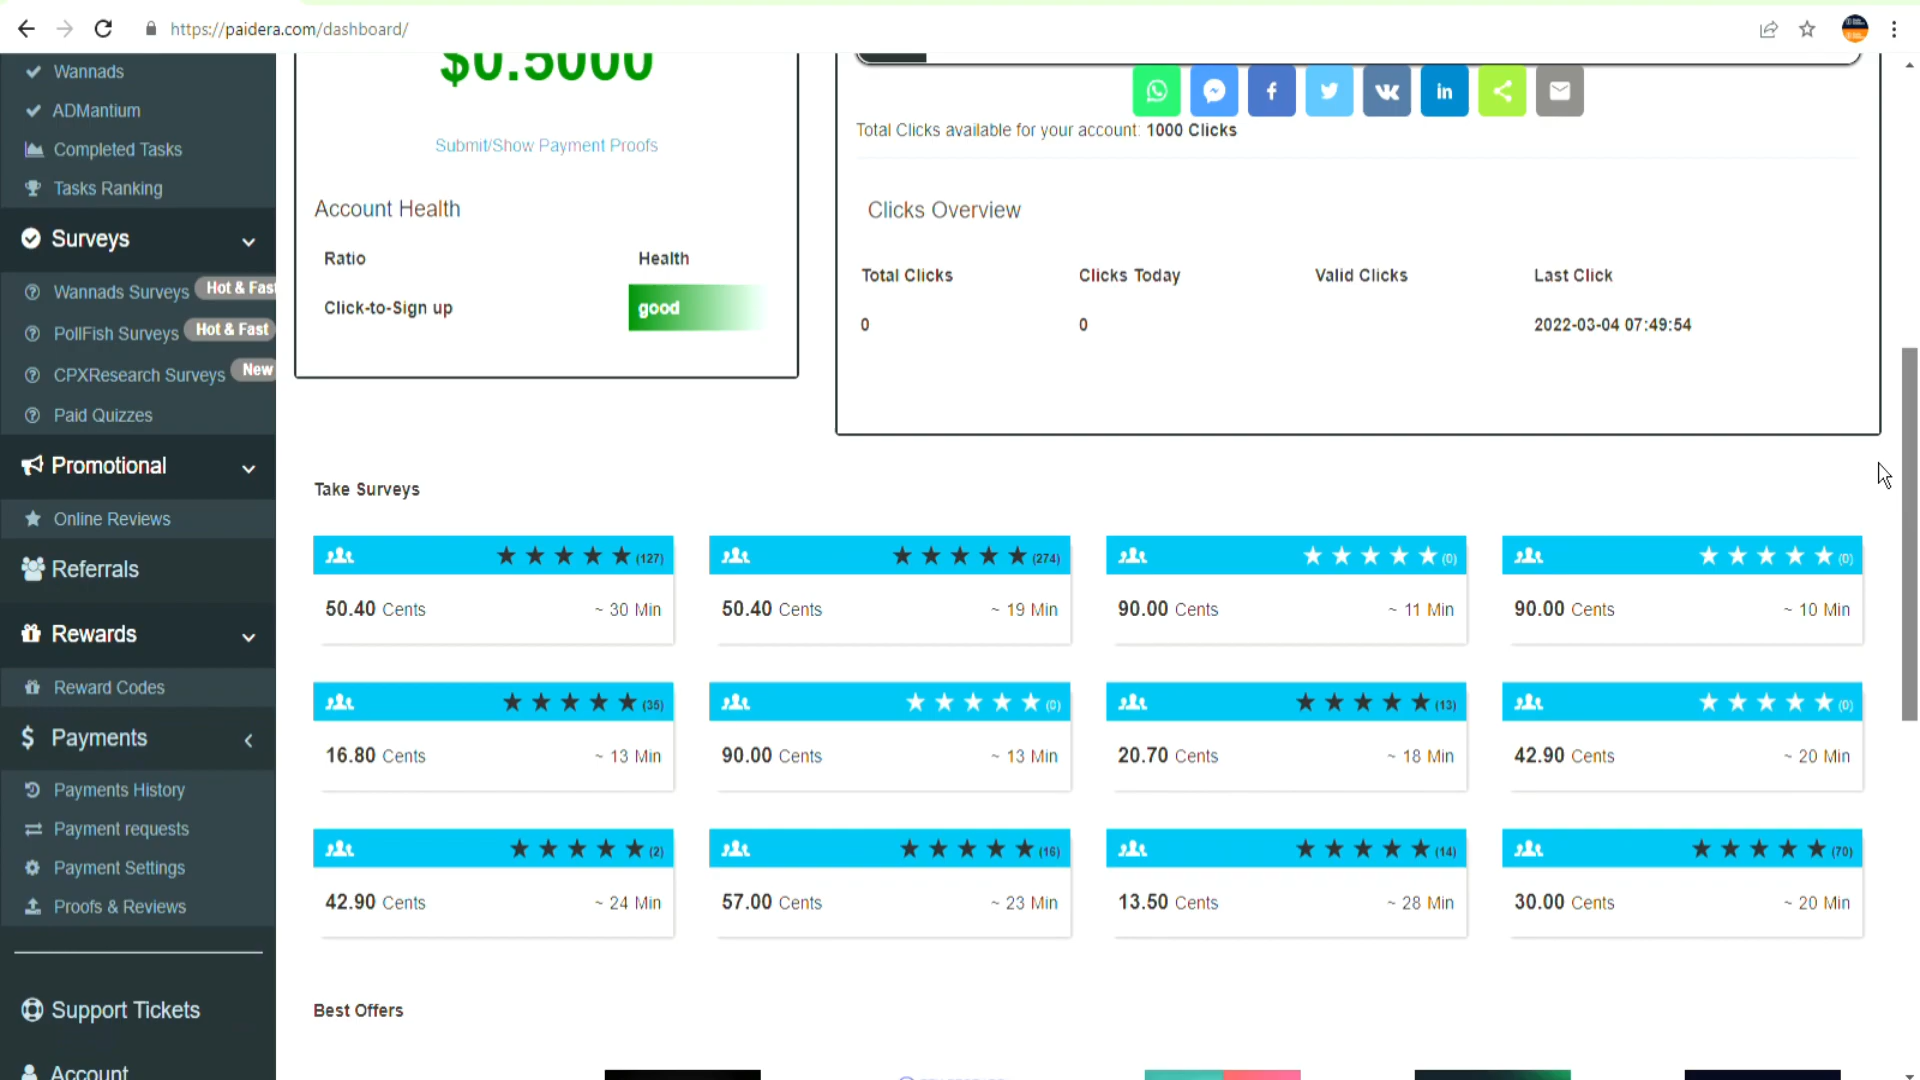 https://paidera.com/dashboard/
Wannads
ADMantium
Completed Tasks
Tasks Ranking
Surveys
Wannads Surveys Hot & Fast
PollFish Surveys Hot & Fast
CPXResearch Surveys New
Paid Quizzes
Promotional
Online Reviews
Referrals
Rewards
Reward Codes
Payments
Payments History
Payment requests
Payment Settings
Proofs & Reviews
Support Tickets
Account
$0.5000
Submit/Show Payment Proofs
Account Health
Ratio Health
Click-to-Sign up good
Total Clicks available for your account: 1000 Clicks
Clicks Overview
Total Clicks Clicks Today Valid Clicks Last Click
0 0 2022-03-04 07:49:54
Take Surveys
(127) (274) (0) (0)
50.40 Cents ~ 30 Min 50.40 Cents ~ 19 Min 90.00 Cents ~ 11 Min 90.00 Cents ~ 10 Min
(35) (0) (13) (0)
16.80 Cents ~ 13 Min 90.00 Cents ~ 13 Min 20.70 Cents ~ 18 Min 42.90 Cents ~ 20 Min
(2) (16) (14) (70)
42.90 Cents ~ 24 Min 57.00 Cents ~ 23 Min 13.50 Cents ~ 28 Min 30.00 Cents ~ 20 Min
Best Offers